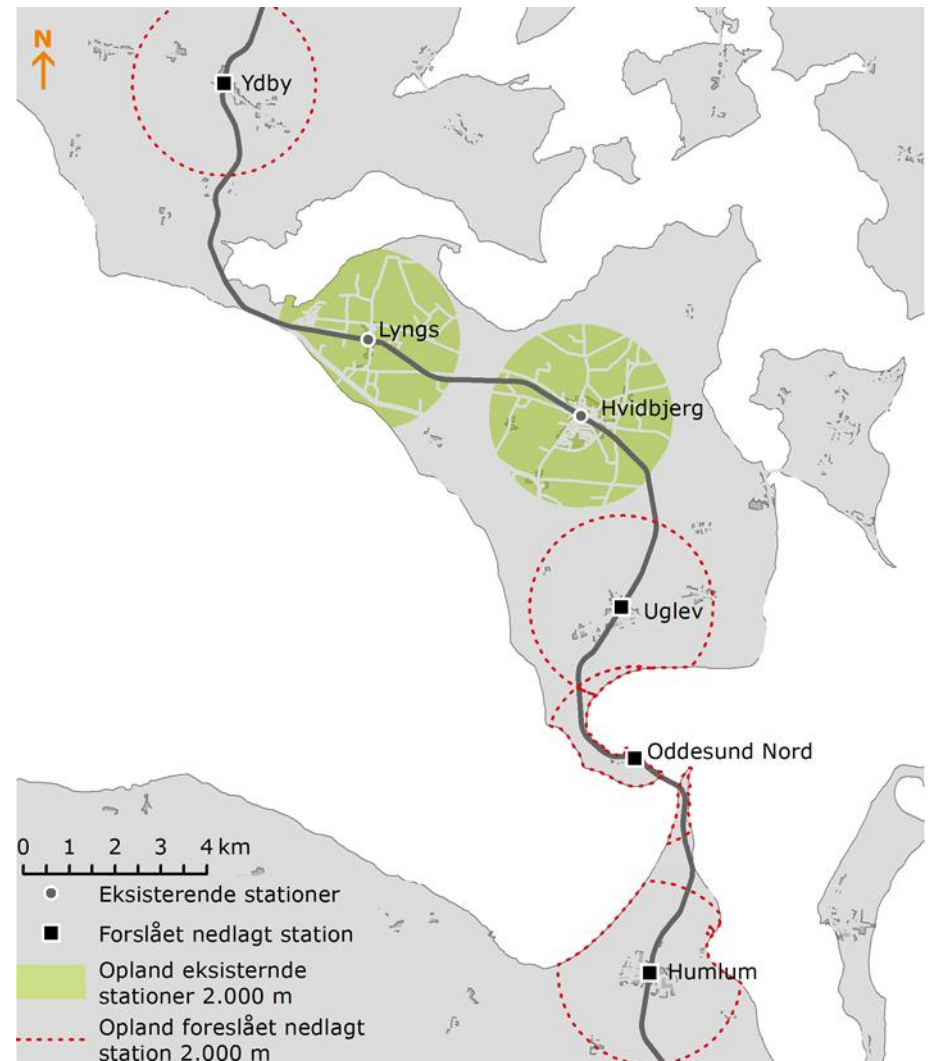 N
Ydby
Lyngs
Hvidbjerg
Uglev
Oddesund Nord
Humlum
0 1 2 3 4 km
Eksisterende stationer
Forslået nedlagt station
Opland eksisternde
stationer 2.000 m
Opland foreslået nedlagt
station 2.000 m